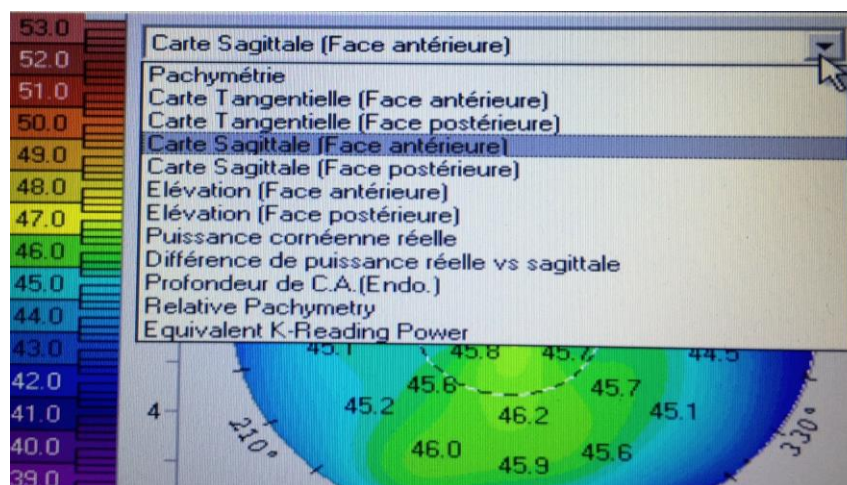 53.0
52.0
51.0
50.0
49.0
48.0
47.0
46.0
45.0
44.0
43.0
42.0
41.0
40.0
39.0
Carte Sagittale (Face antérieure)
Pachymétrie
Carte Tangentielle (Face antérieure)
Carte Tangentielle (Face postérieure)
Carte Sagittale (Face antérieure)
Carte Sagittale (Face postérieure)
Elévation (Face antérieure)
Elévation (Face postérieure)
Puissance cornéenne réelle
Différence de puissance réelle vs sagittale
Profondeur de C.A.(Endo.)
Relative Pachymetry
Equivalent K-Reading Power
45.1 45.8 45.7 44.5
45.6 45.7
4 45.2 46.2 45.1
210° 330°
46.0 45.9 45.6